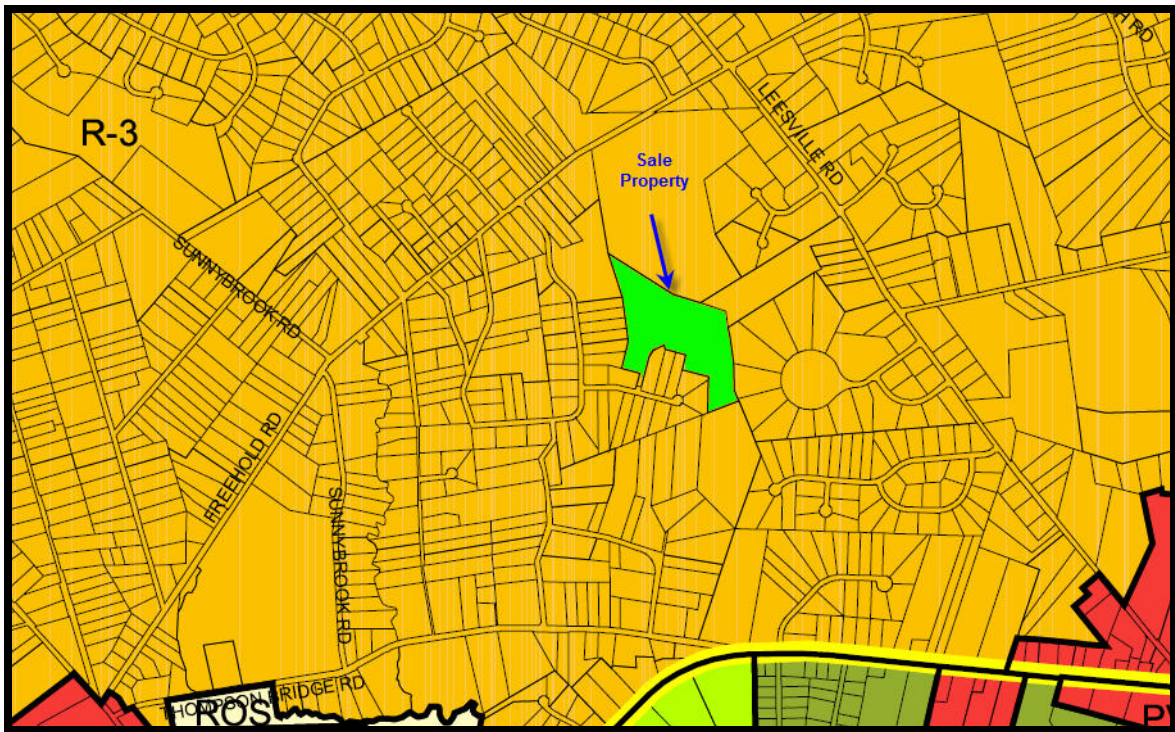 H RD
R-3
LEESVILLE RD
Sale
Property
SUNNYBROOK RD
FREEHOLD RD
SUNNYBROOK RD
THOMPSON BRIDGE RD
ROS